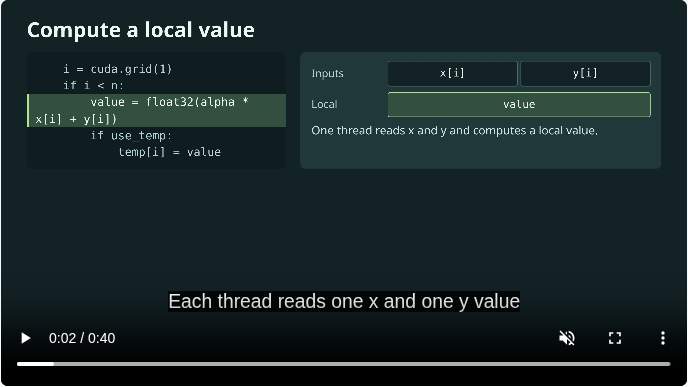 Compute a local value
i = cuda.grid(1)
if i < n:
value = float32(alpha *
x[i] + y[i])
if use_temp:
temp[i] = value
Inputs x[i] y[i]
Local value
One thread reads x and y and computes a local value.
Each thread reads one x and one y value
0:02 / 0:40